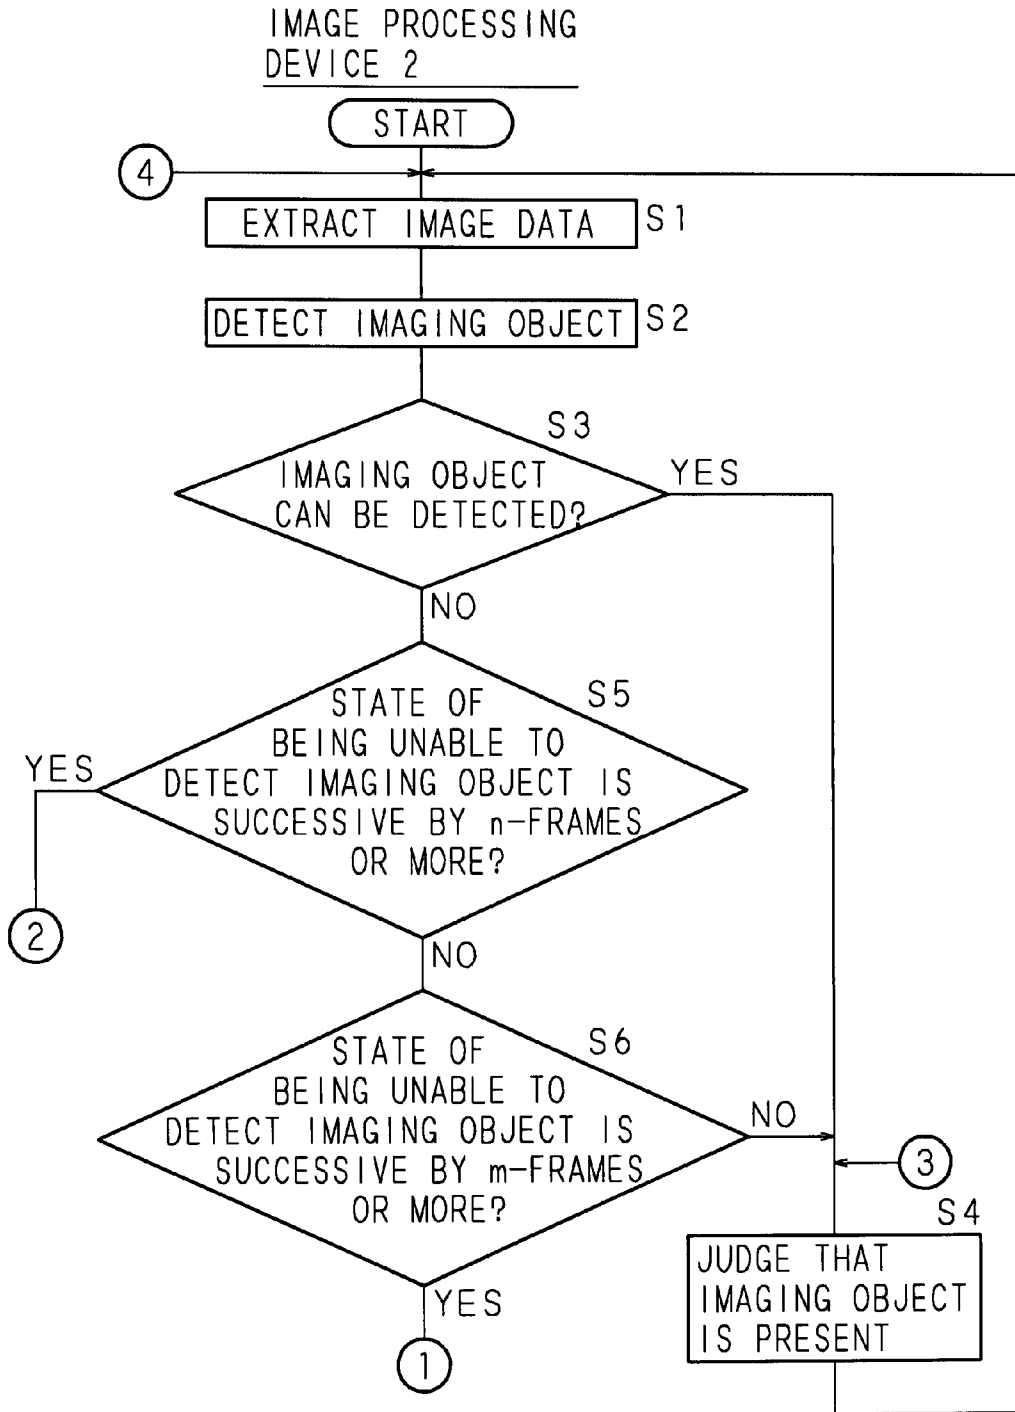 IMAGE PROCESSING
DEVICE 2
START
4
EXTRACT IMAGE DATA
S1
DETECT IMAGING OBJECT
S2
S3
IMAGING OBJECT
CAN BE DETECTED?
YES
NO
S5
STATE OF
BEING UNABLE TO
DETECT IMAGING OBJECT IS
SUCCESSIVE BY n-FRAMES
OR MORE?
YES
2
NO
S6
STATE OF
BEING UNABLE TO
DETECT IMAGING OBJECT IS
SUCCESSIVE BY m-FRAMES
OR MORE?
NO
3
S4
JUDGE THAT
IMAGING OBJECT
IS PRESENT
YES
1